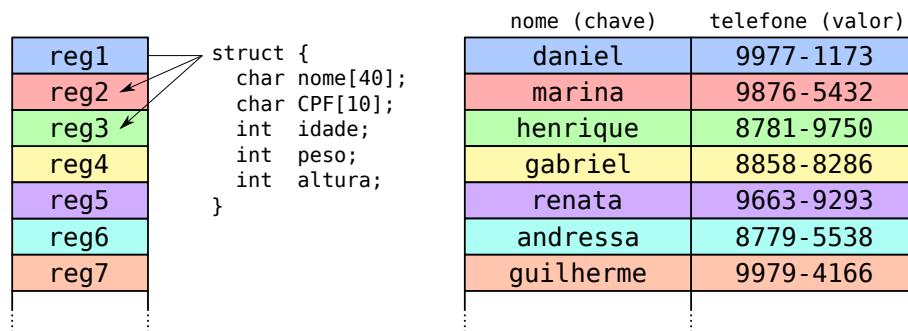 reg1
reg2
reg3
reg4
reg5
reg6
reg7
struct {
  char nome[40];
  char CPF[10];
  int  idade;
  int  peso;
  int  altura;
}
nome (chave) telefone (valor)
daniel 9977-1173
marina 9876-5432
henrique 8781-9750
gabriel 8858-8286
renata 9663-9293
andressa 8779-5538
guilherme 9979-4166